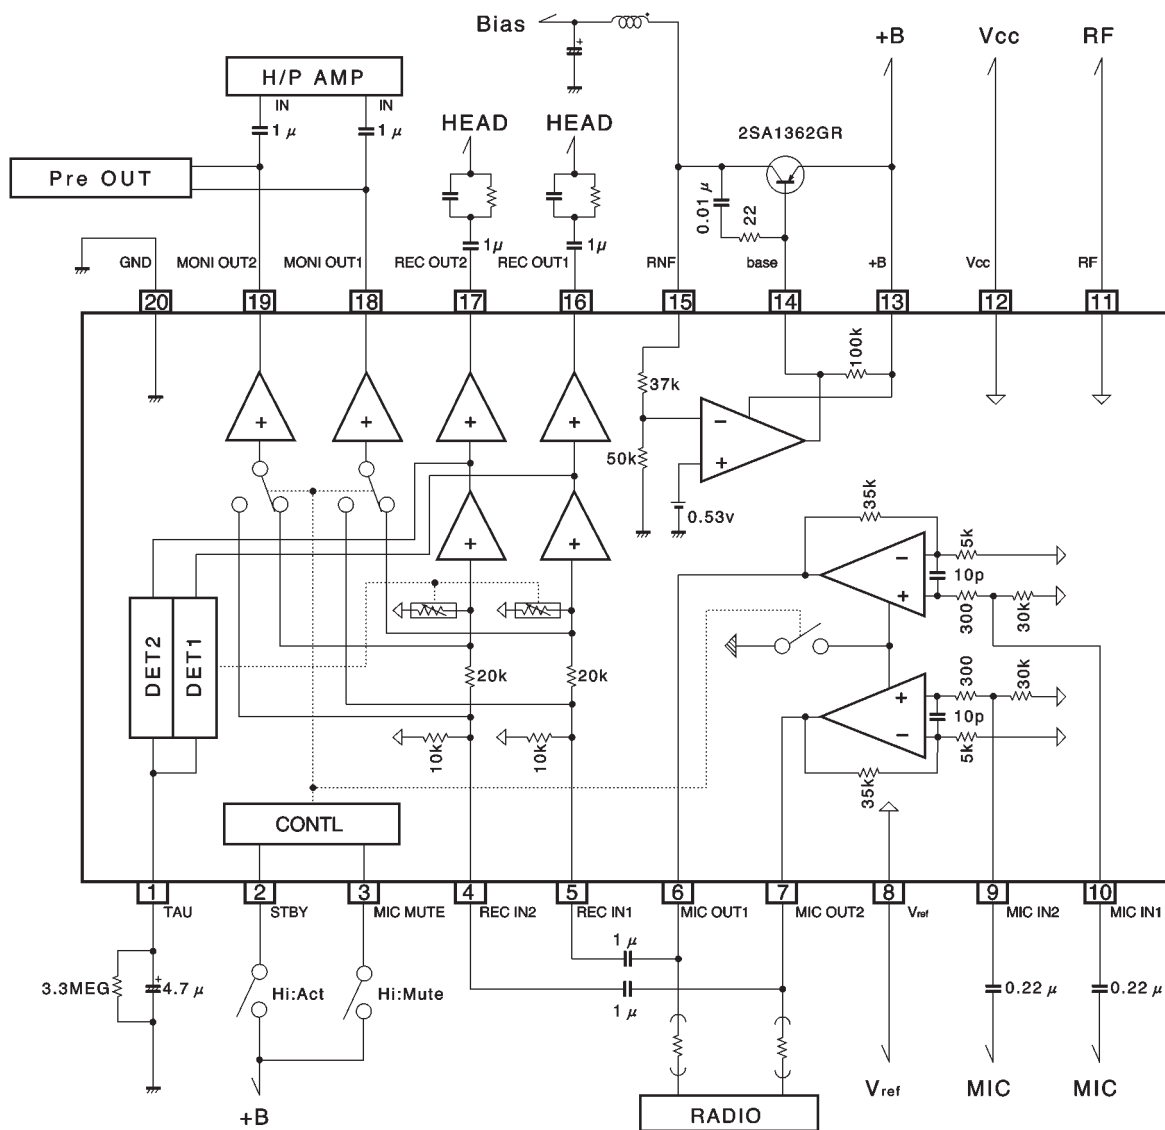 Bias
+B
Vcc
RF
H/P AMP
IN
IN
1 μ
1 μ
HEAD
HEAD
2SA1362GR
Pre OUT
0.01 μ
22
1μ
1μ
GND
MONI OUT2
MONI OUT1
REC OUT2
REC OUT1
RNF
base
+B
Vcc
RF
20
19
18
17
16
15
14
13
12
11
100k
37k
+
+
+
+
−
50k
+
0.53v
35k
+
+
−
5k
10p
+
300
30k
DET2
DET1
20k
20k
300
30k
+
10p
−
10k
10k
5k
35k
CONTL
1
2
3
4
5
6
7
8
9
10
TAU
STBY
MIC MUTE
REC IN2
REC IN1
MIC OUT1
MIC OUT2
Vref
MIC IN2
MIC IN1
1 μ
3.3MEG
+
4.7 μ
Hi:Act
Hi:Mute
1 μ
0.22 μ
0.22 μ
+B
RADIO
Vref
MIC
MIC